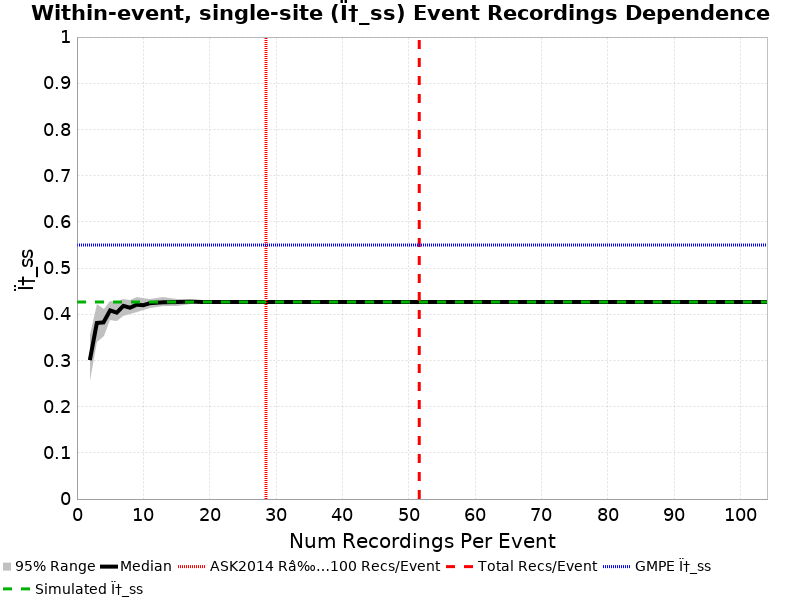 Within-event, single-site (Ï†_ss) Event Recordings Dependence
1
0.9
0.8
0.7
0.6
0.5
0.4
0.3
0.2
0.1
0
Ï†_ss
0 10 20 30 40 50 60 70 80 90 100
Num Recordings Per Event
95% Range Median ASK2014 Râ‰…100 Recs/Event Total Recs/Event GMPE Ï†_ss
Simulated Ï†_ss